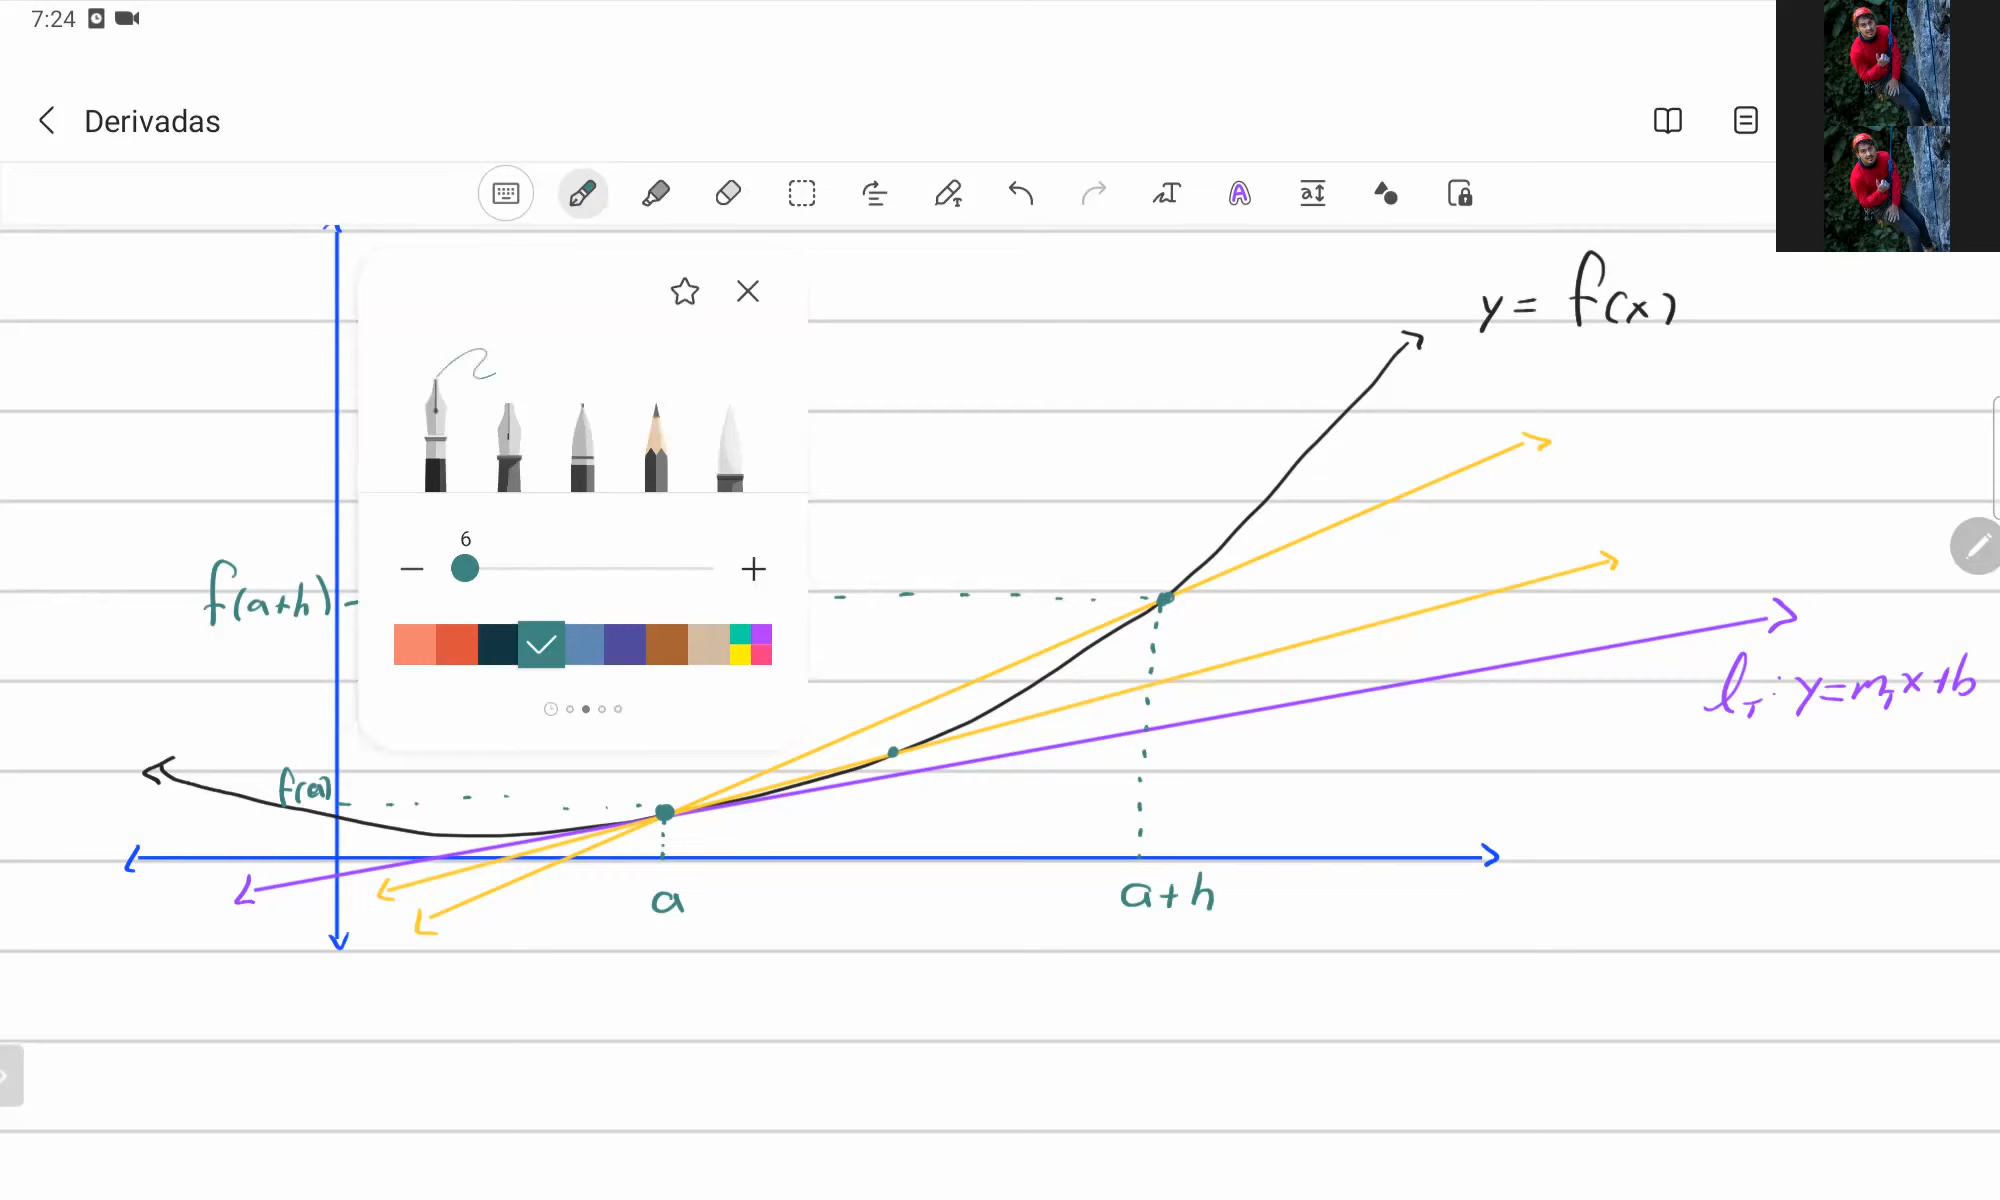 7:24
Derivadas
y = f(x)
6
f(a+h)
l_T : y = m_T x + b
f(a)
a
a+h